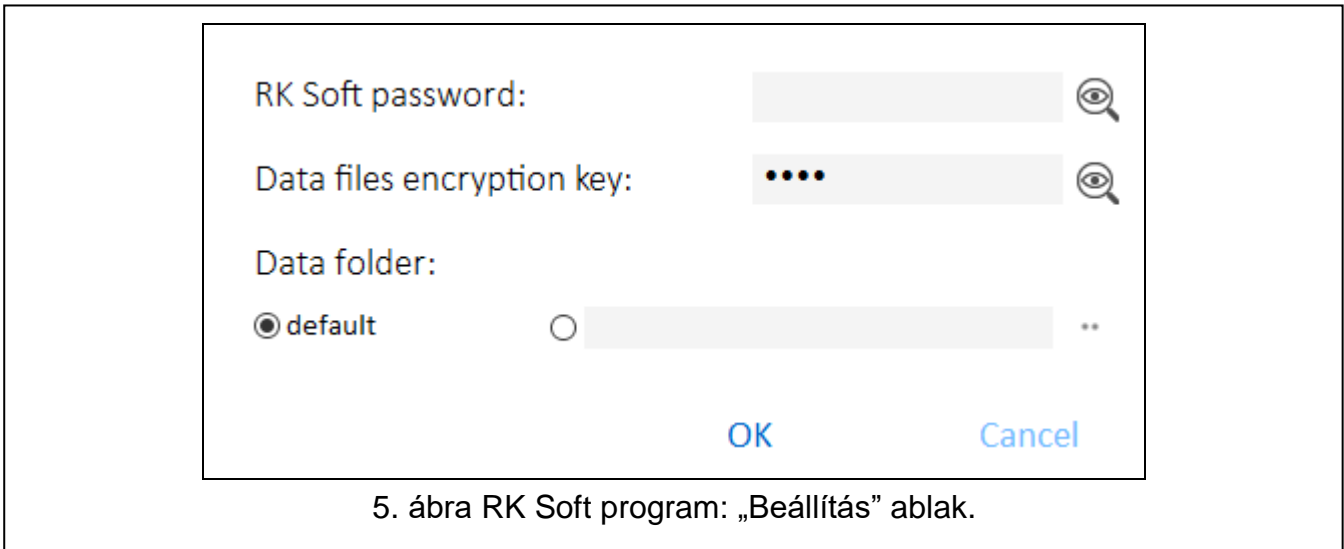 RK Soft password:
Data files encryption key: ••••
Data folder:
default ••
OK Cancel
5. ábra RK Soft program: „Beállítás” ablak.